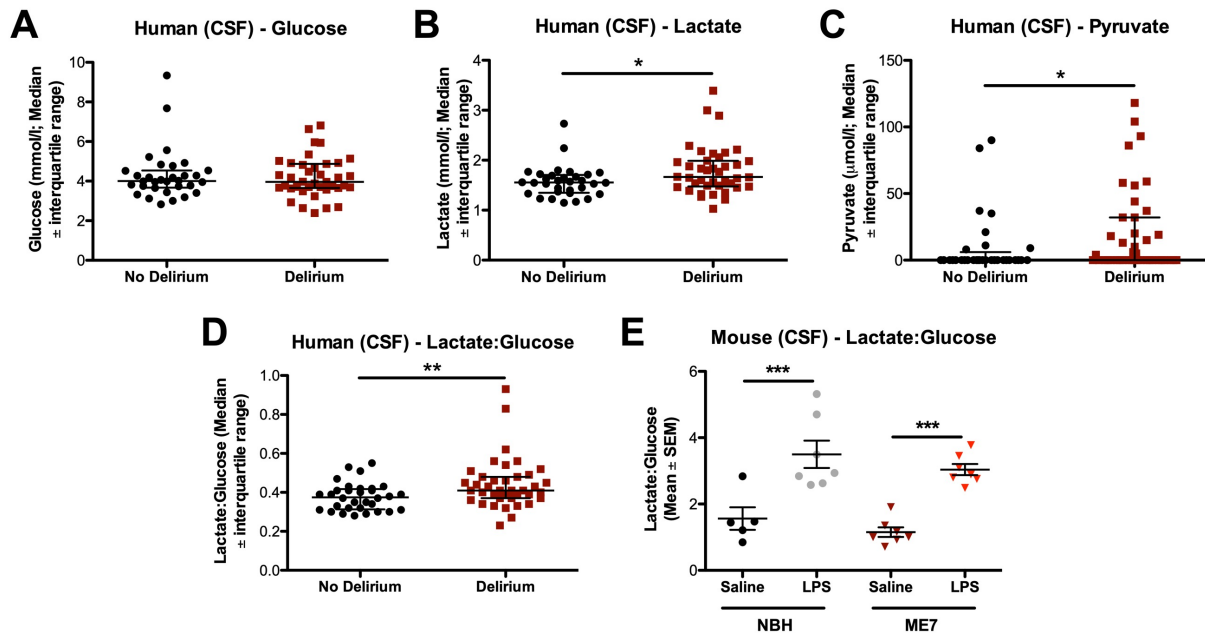 A
Human (CSF) - Glucose
Glucose (mmol/l; Median
± interquartile range)
10
8
6
4
2
0
No Delirium
Delirium
B
Human (CSF) - Lactate
Lactate (mmol/l; Median
± interquartile range)
4
3
2
1
0
*
No Delirium
Delirium
C
Human (CSF) - Pyruvate
Pyruvate (µmol/l; Median
± interquartile range)
150
100
50
0
*
No Delirium
Delirium
D
Human (CSF) - Lactate:Glucose
Lactate:Glucose (Median
± interquartile range)
1.0
0.8
0.6
0.4
0.2
0.0
**
No Delirium
Delirium
E
Mouse (CSF) - Lactate:Glucose
Lactate:Glucose
(Mean ± SEM)
6
4
2
0
***
***
Saline
LPS
Saline
LPS
NBH
ME7